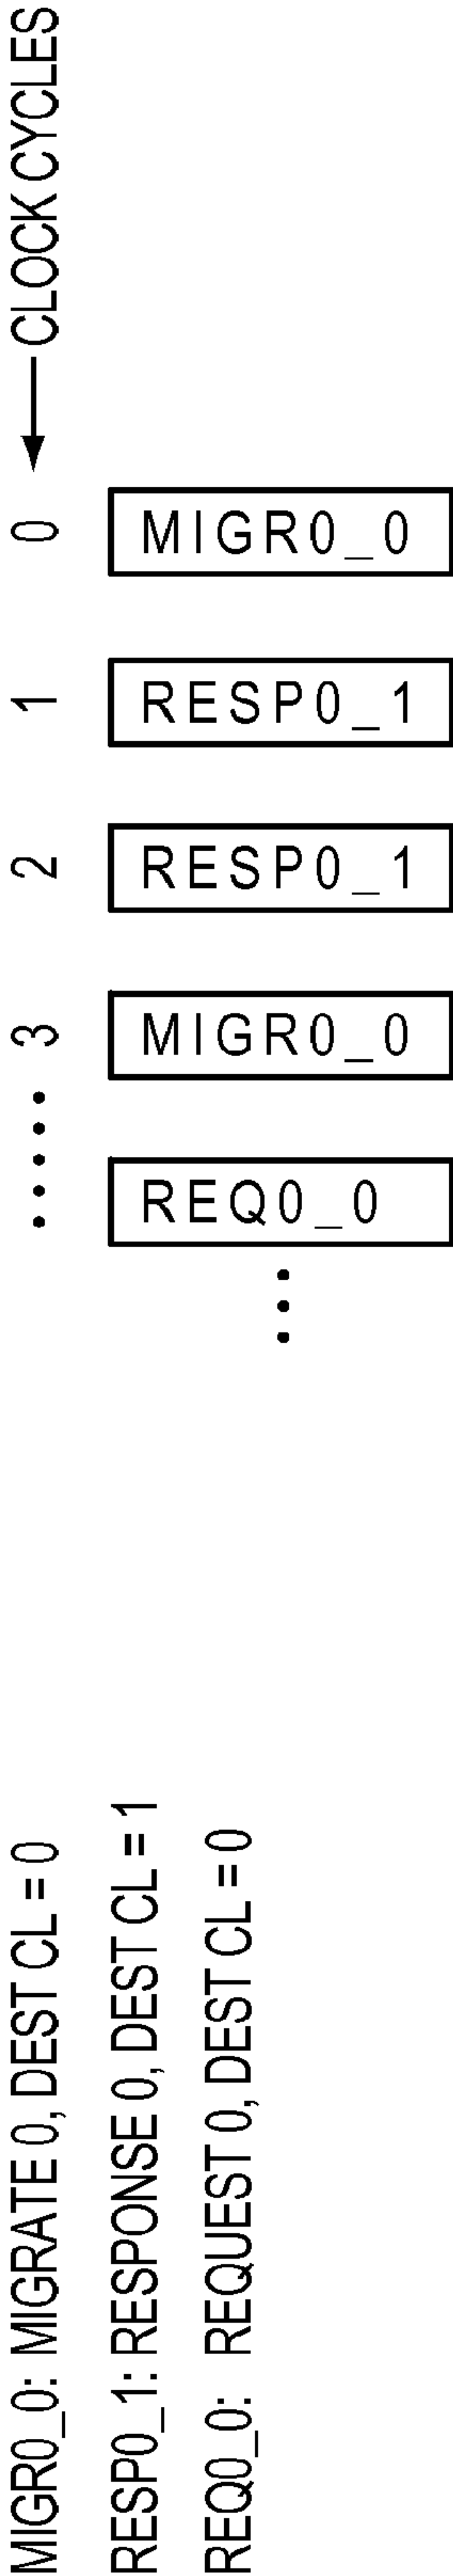 CLOCK CYCLES
0
1
2
3
MIGR0_0
RESP0_1
RESP0_1
MIGR0_0
REQ0_0
MIGR0_0: MIGRATE 0, DEST CL = 0
RESP0_1: RESPONSE 0, DEST CL = 1
REQ0_0: REQUEST 0, DEST CL = 0